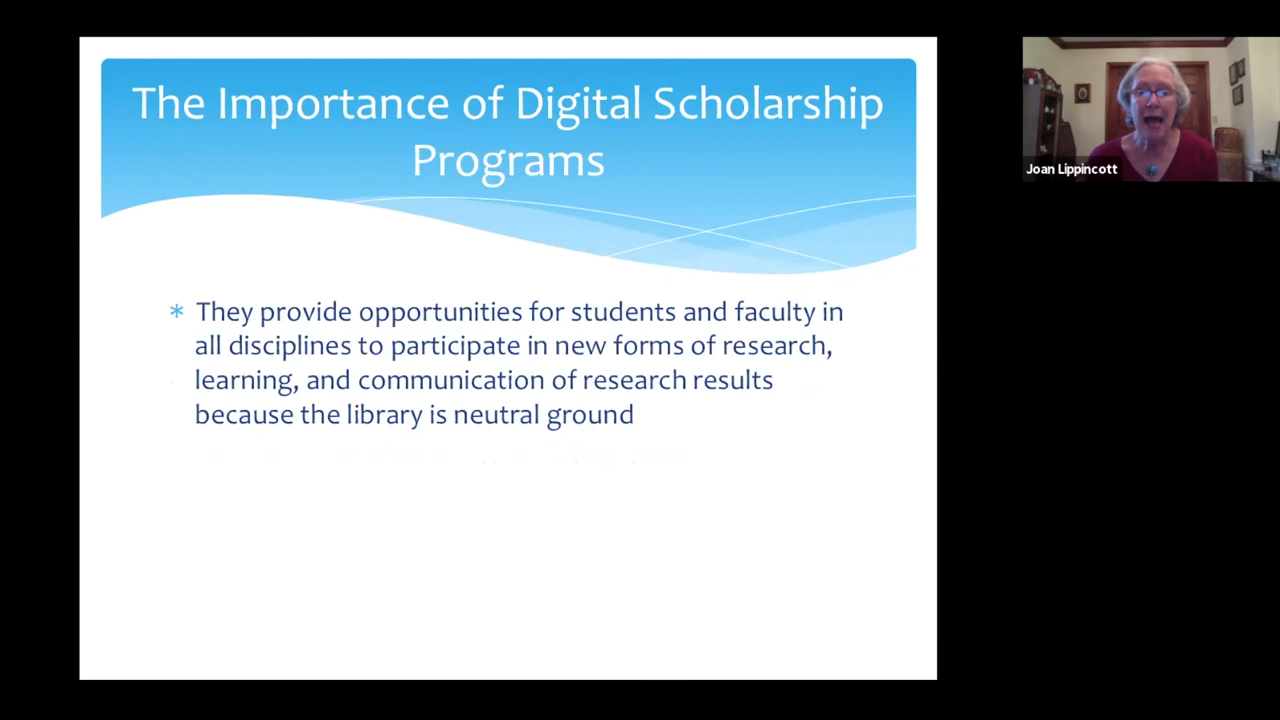 The Importance of Digital Scholarship
Programs
* They provide opportunities for students and faculty in
all disciplines to participate in new forms of research,
learning, and communication of research results
because the library is neutral ground
Joan Lippincott